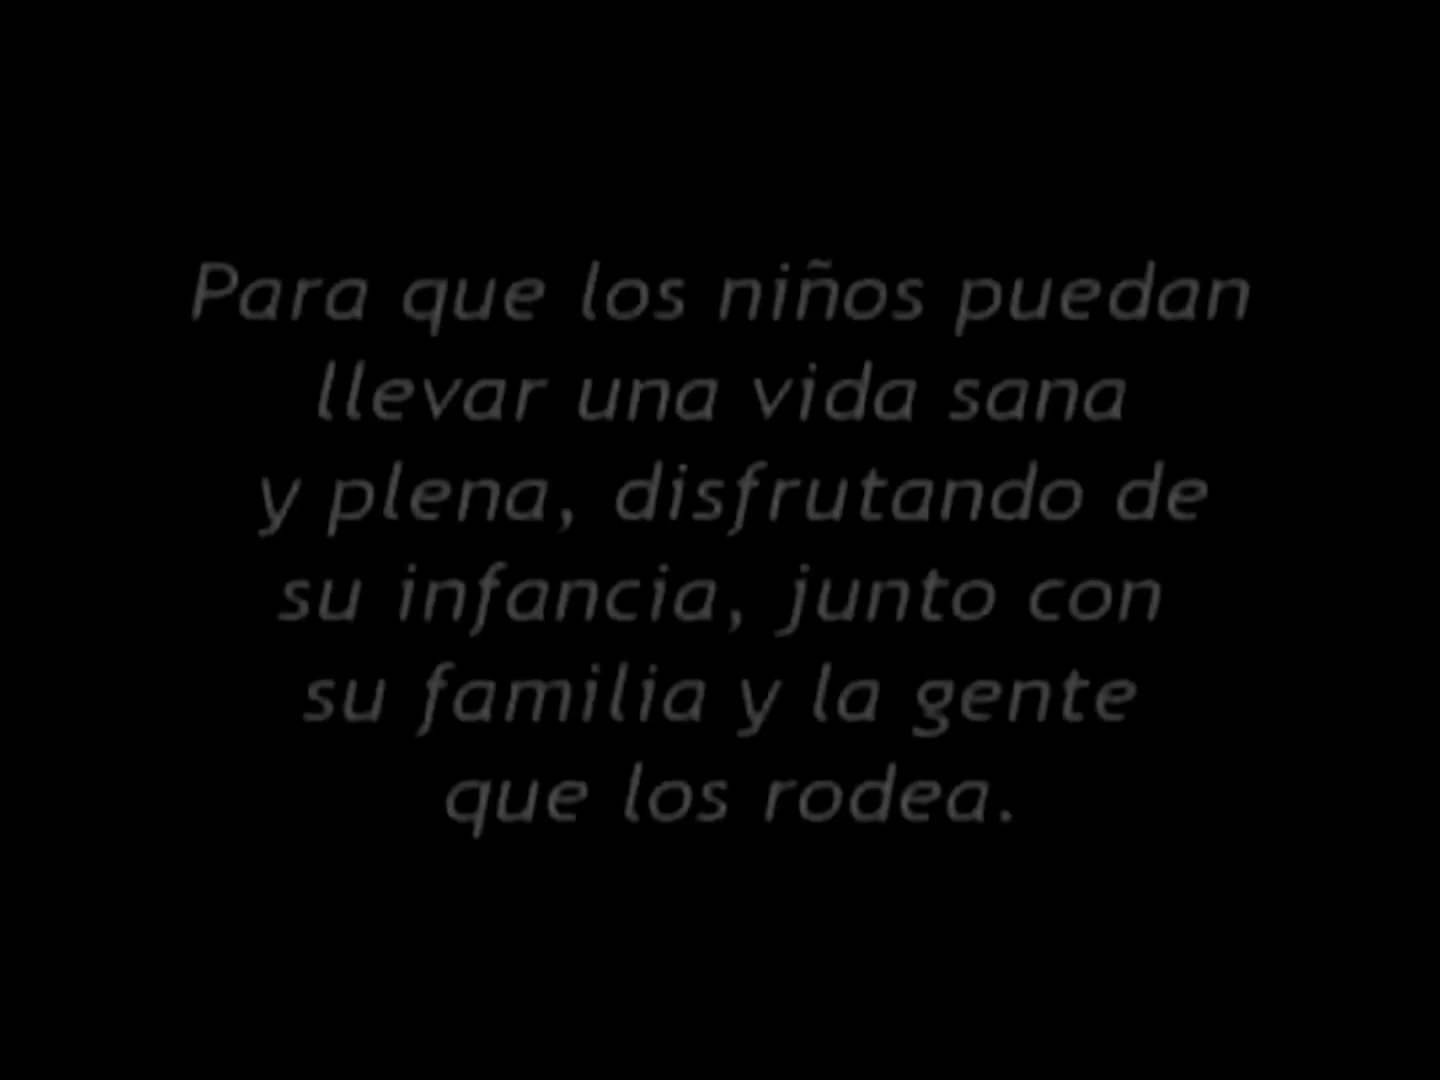 Para que los niños puedan
llevar una vida sana
y plena, disfrutando de
su infancia, junto con
su familia y la gente
que los rodea.